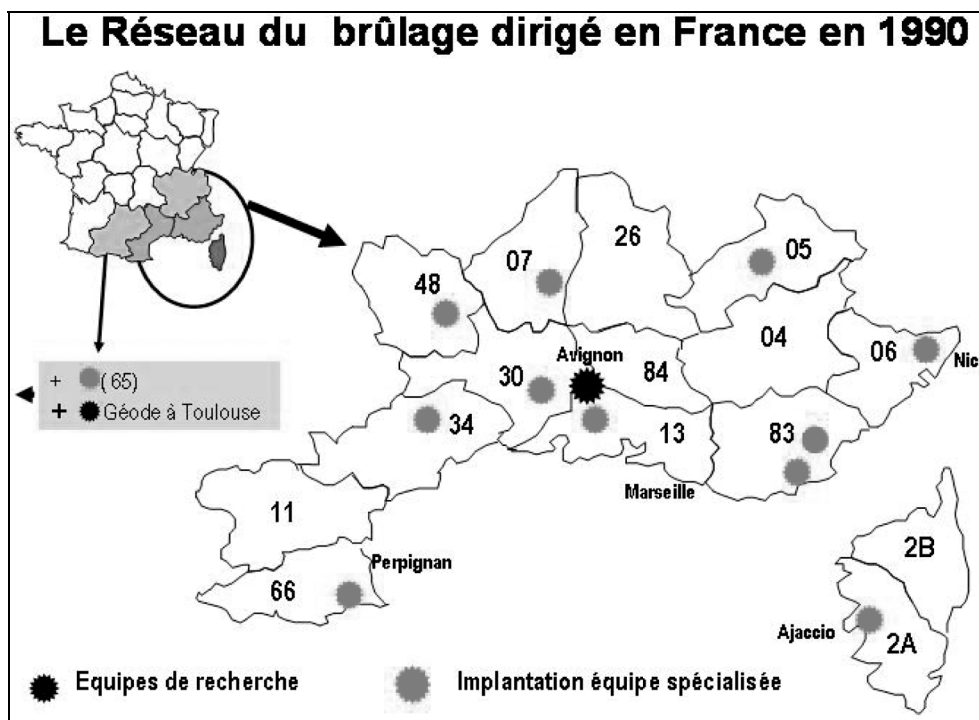 Le Réseau du brûlage dirigé en France en 1990
26
05
07
48
04
06
Nic
Avignon
+ (65)
30
84
+ Géode à Toulouse
34
13
83
Marseille
11
2B
Perpignan
66
Ajaccio
2A
Equipes de recherche
Implantation équipe spécialisée